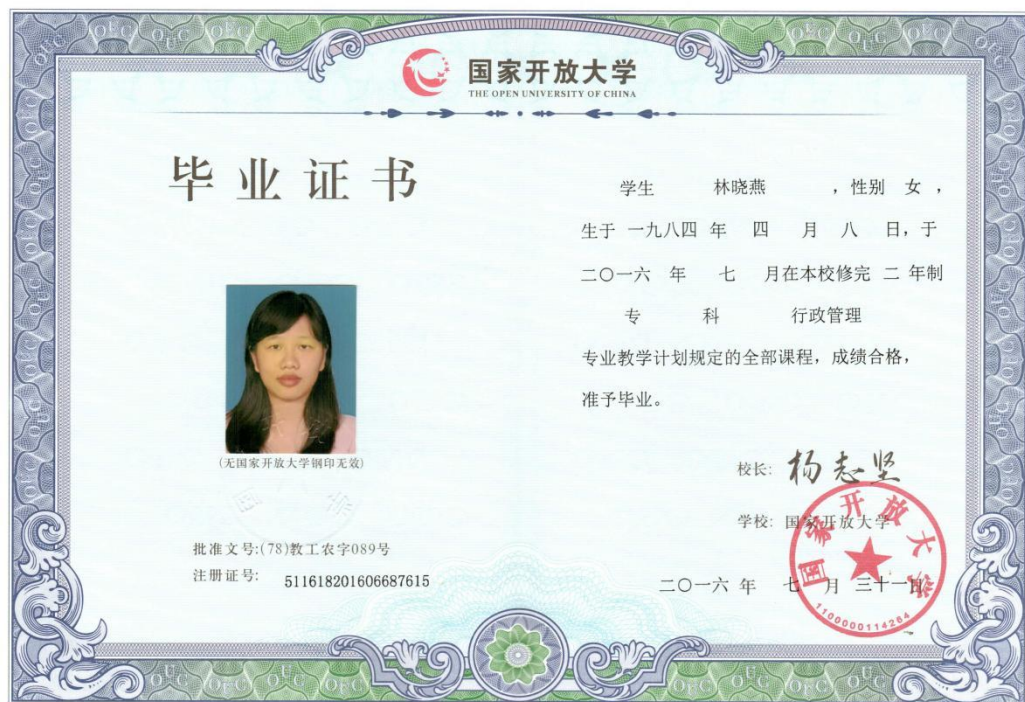 国家开放大学
THE OPEN UNIVERSITY OF CHINA
毕业证书
(无国家开放大学钢印无效)
批准文号:(78)教工农字089号
注册证号: 511618201606687615
学生 林晓燕 ，性别 女，
生于 一九八四 年 四 月 八 日，于
二〇一六 年 七 月在本校修完 二 年制
专 科 行政管理
专业教学计划规定的全部课程，成绩合格，
准予毕业。
校长: 杨志坚
学校: 国家开放大学
二〇一六 年 七 月 三十一日
国家开放大学
1100000114284